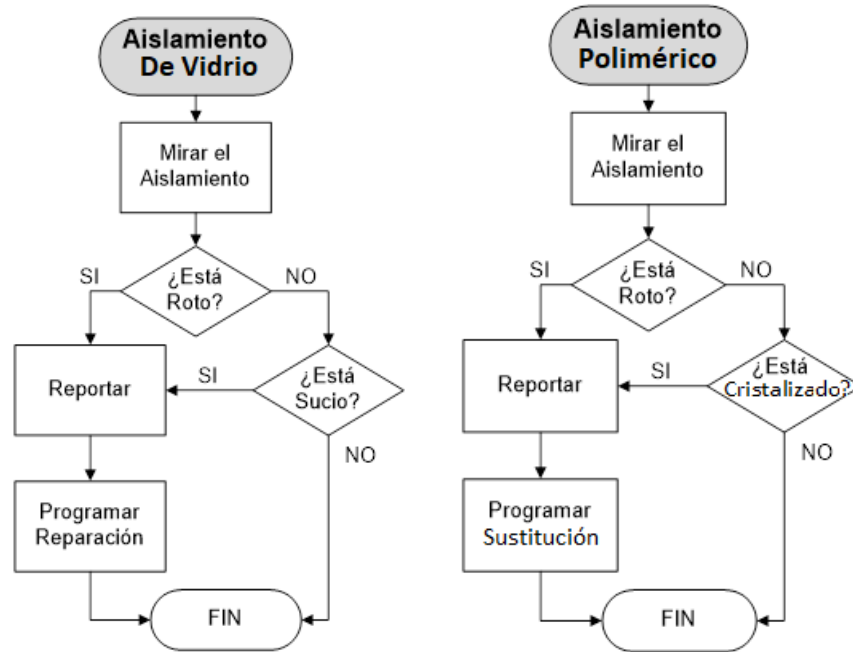 Aislamiento
De Vidrio
Mirar el
Aislamiento
¿Está
Roto?
SI
NO
Reportar
SI
¿Está
Sucio?
NO
Programar
Reparación
FIN
Aislamiento
Polimérico
Mirar el
Aislamiento
¿Está
Roto?
SI
NO
Reportar
SI
¿Está
Cristalizado?
NO
Programar
Sustitución
FIN